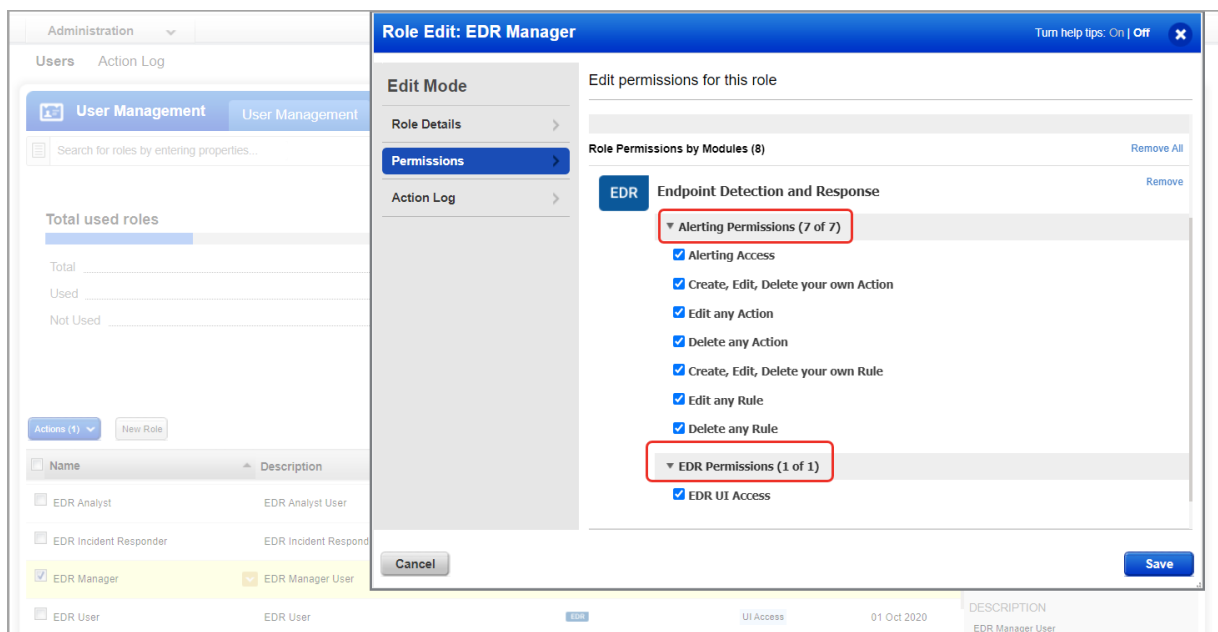 Administration
Users Action Log
User Management User Management
Search for roles by entering properties...
Total used roles
Total
Used
Not Used
Actions (1) New Role
Name Description
EDR Analyst EDR Analyst User
EDR Incident Responder EDR Incident Respond
EDR Manager EDR Manager User
EDR User EDR User EDR UI Access 01 Oct 2020
DESCRIPTION
EDR Manager User
Role Edit: EDR Manager Turn help tips: On | Off
Edit Mode
Role Details
Permissions
Action Log
Edit permissions for this role
Role Permissions by Modules (8) Remove All
EDR Endpoint Detection and Response Remove
Alerting Permissions (7 of 7)
Alerting Access
Create, Edit, Delete your own Action
Edit any Action
Delete any Action
Create, Edit, Delete your own Rule
Edit any Rule
Delete any Rule
EDR Permissions (1 of 1)
EDR UI Access
Cancel Save